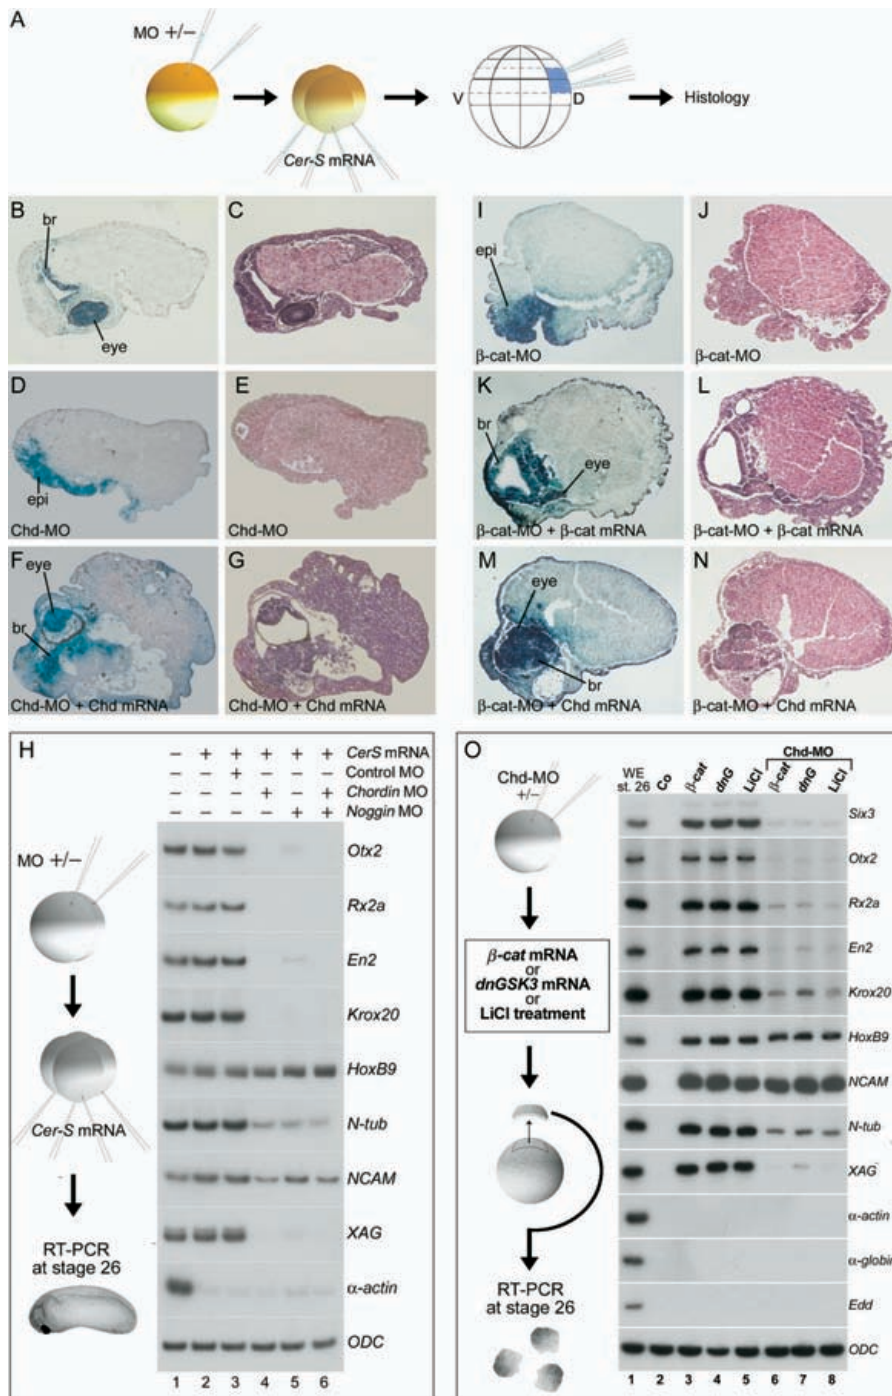 A
MO +/–
Cer-S mRNA
V
D
Histology
B
br
eye
C
D
epi
Chd-MO
E
Chd-MO
F
eye
br
Chd-MO + Chd mRNA
G
Chd-MO + Chd mRNA
I
epi
β-cat-MO
J
β-cat-MO
K
br
eye
β-cat-MO + β-cat mRNA
L
β-cat-MO + β-cat mRNA
M
eye
br
β-cat-MO + Chd mRNA
N
β-cat-MO + Chd mRNA
H
– + + + + + CerS mRNA
– – + – – – Control MO
– – – + – + Chordin MO
– – – – + + Noggin MO
MO +/–
Cer-S mRNA
RT-PCR
at stage 26
Otx2
Rx2a
En2
Krox20
HoxB9
N-tub
NCAM
XAG
α-actin
ODC
1 2 3 4 5 6
O
Chd-MO
+/–
β-cat mRNA
or
dnGSK3 mRNA
or
LiCl treatment
RT-PCR
at stage 26
Chd-MO
WE
st. 26
Co
β-cat
dnG
LiCl
β-cat
dnG
LiCl
Six3
Otx2
Rx2a
En2
Krox20
HoxB9
NCAM
N-tub
XAG
α-actin
α-globin
Edd
ODC
1 2 3 4 5 6 7 8